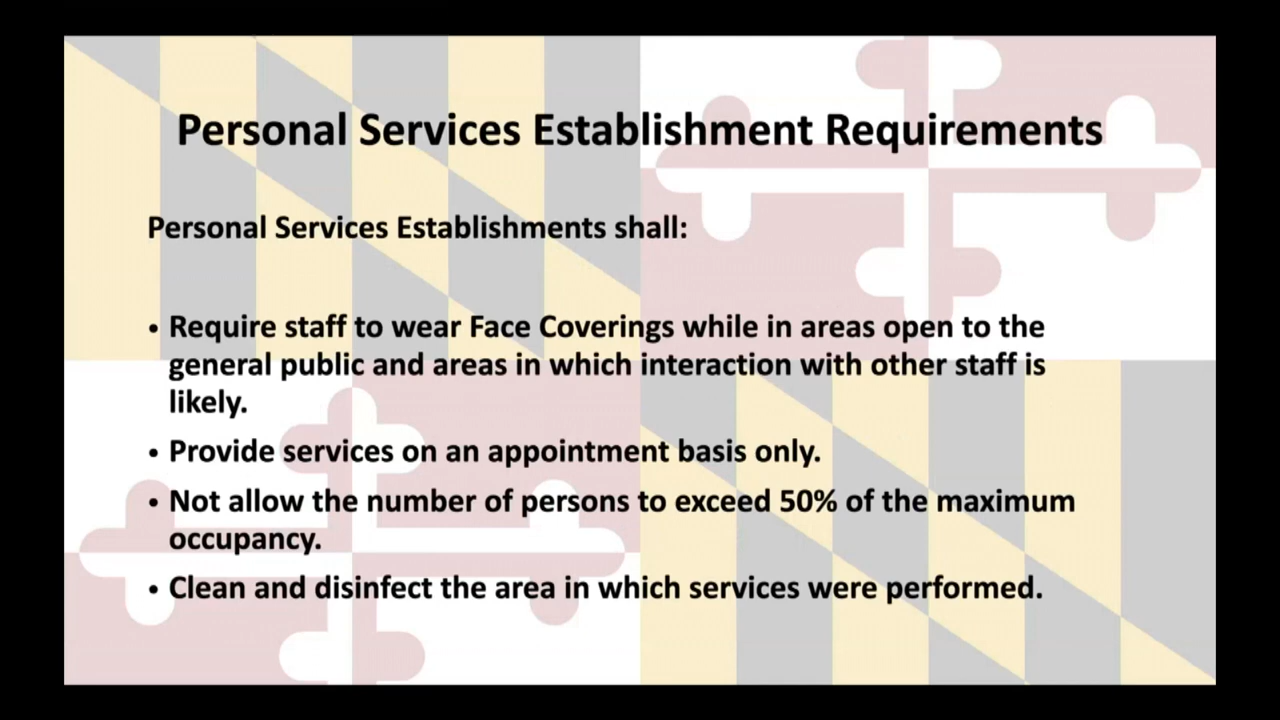 Personal Services Establishment Requirements
Personal Services Establishments shall:
• Require staff to wear Face Coverings while in areas open to the
general public and areas in which interaction with other staff is
likely.
• Provide services on an appointment basis only.
• Not allow the number of persons to exceed 50% of the maximum
occupancy.
• Clean and disinfect the area in which services were performed.